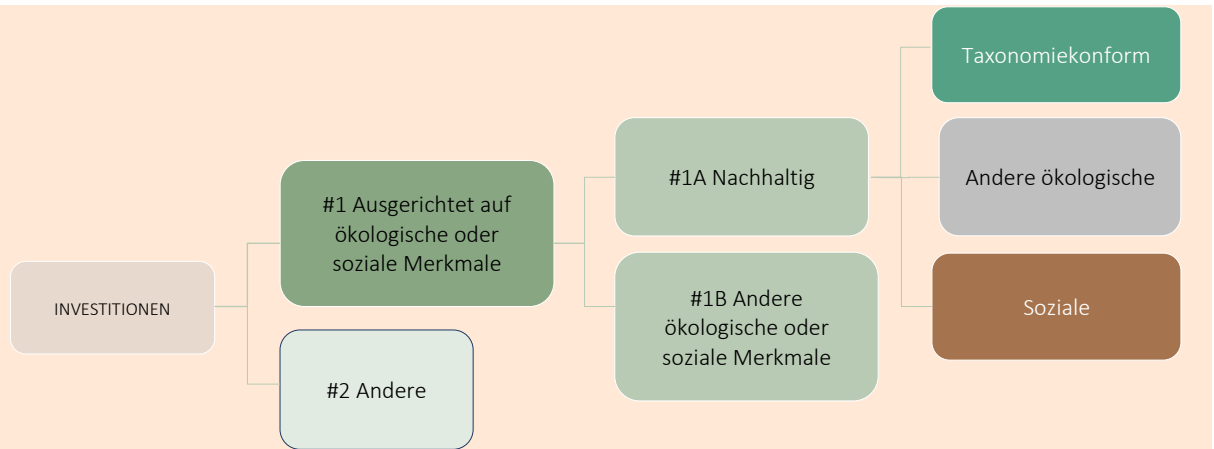 INVESTITIONEN
#1 Ausgerichtet auf
ökologische oder
soziale Merkmale
#2 Andere
#1A Nachhaltig
#1B Andere
ökologische oder
soziale Merkmale
Taxonomiekonform
Andere ökologische
Soziale